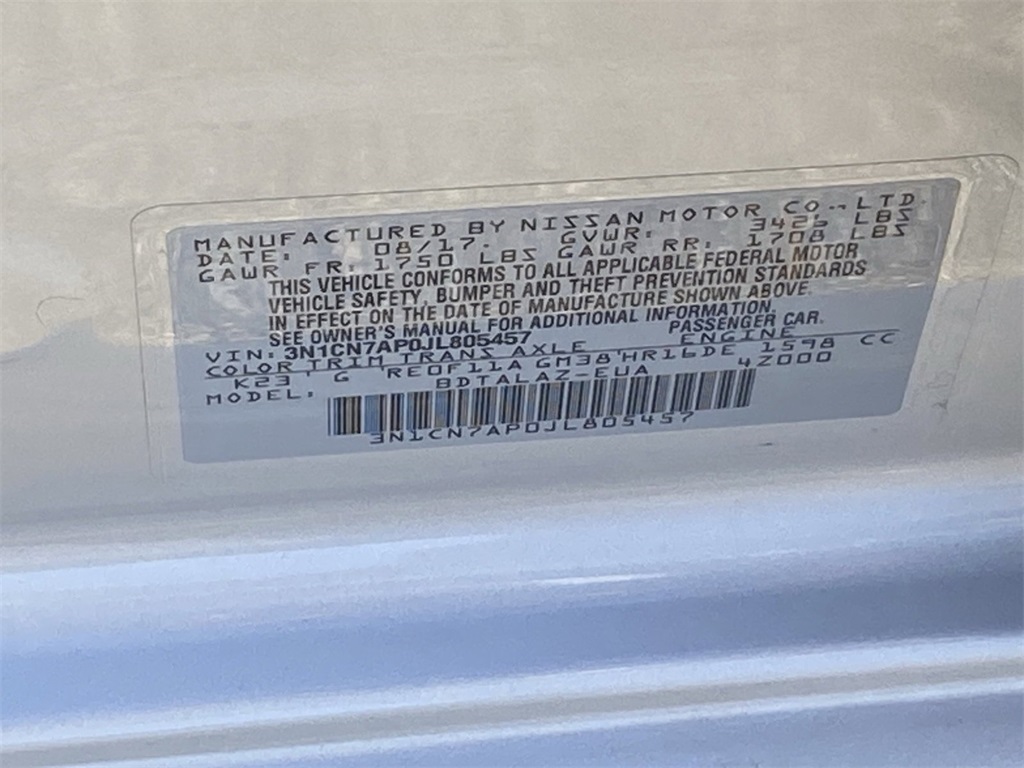 MANUFACTURED BY NISSAN MOTOR CO., LTD.
DATE: 08/17. GVWR: LBS
GAWR FR: 1750 LBS GAWR RR: 1708 LBS
THIS VEHICLE CONFORMS TO ALL APPLICABLE FEDERAL MOTOR
VEHICLE SAFETY, BUMPER AND THEFT PREVENTION STANDARDS
IN EFFECT ON THE DATE OF MANUFACTURE SHOWN ABOVE.
SEE OWNER'S MANUAL FOR ADDITIONAL INFORMATION.
VIN: 3N1CN7AP0JL805457 PASSENGER CAR.
COLOR TRIM TRANS AXLE ENGINE
K23 G RE0F11A GM38 HR16DE 1598 CC
MODEL: BDTALAZ-EUA 4Z000
3N1CN7AP0JL805457